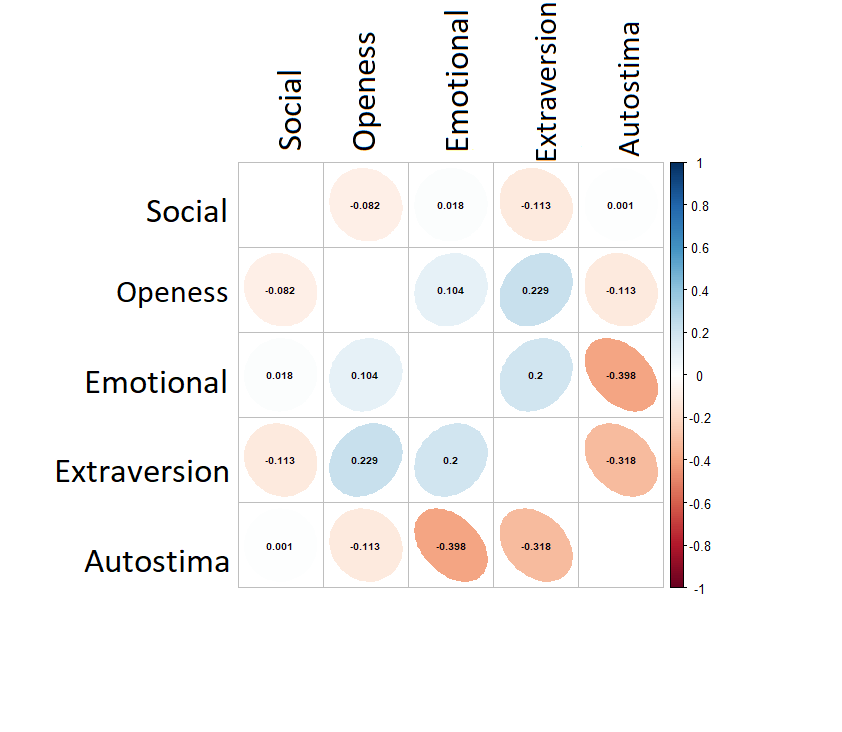 Social Openess Emotional Extraversion Autostima
Social -0.082 0.018 -0.113 0.001
Openess -0.082 0.104 0.229 -0.113
Emotional 0.018 0.104 0.2 -0.398
Extraversion -0.113 0.229 0.2 -0.318
Autostima 0.001 -0.113 -0.398 -0.318
1
0.8
0.6
0.4
0.2
0
-0.2
-0.4
-0.6
-0.8
-1